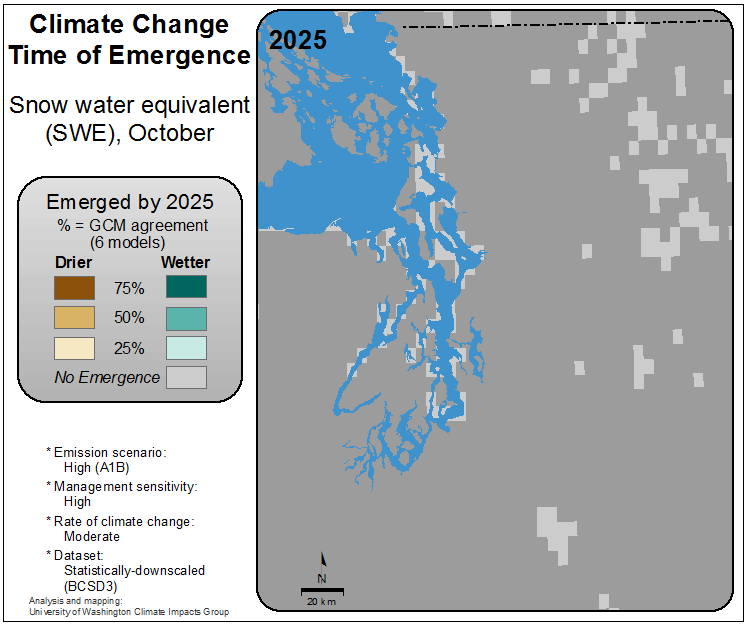 Climate Change
Time of Emergence
Snow water equivalent
(SWE), October
Emerged by 2025
% = GCM agreement
(6 models)
Drier Wetter
75%
50%
25%
No Emergence
* Emission scenario:
High (A1B)
* Management sensitivity:
High
* Rate of climate change:
Moderate
* Dataset:
Statistically-downscaled
(BCSD3)
Analysis and mapping:
University of Washington Climate Impacts Group
2025
N
20 km